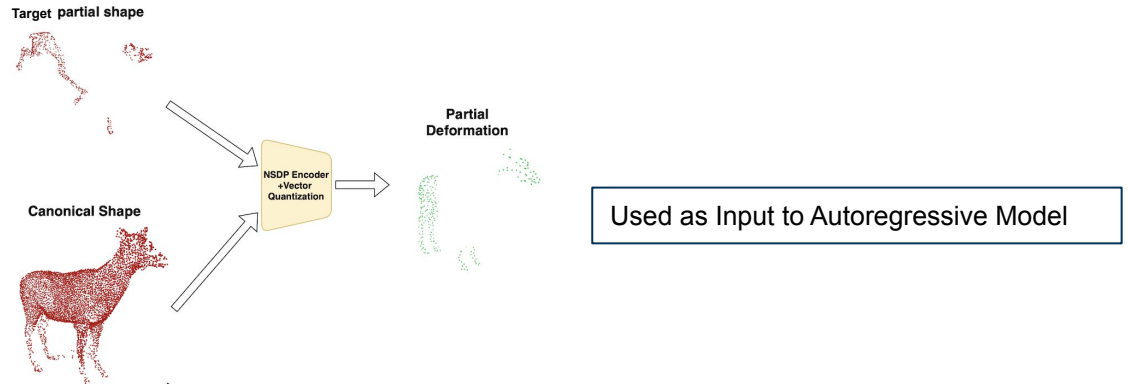 Target partial shape
Partial
Deformation
NSDP Encoder
+Vector
Quantization
Canonical Shape
Used as Input to Autoregressive Model